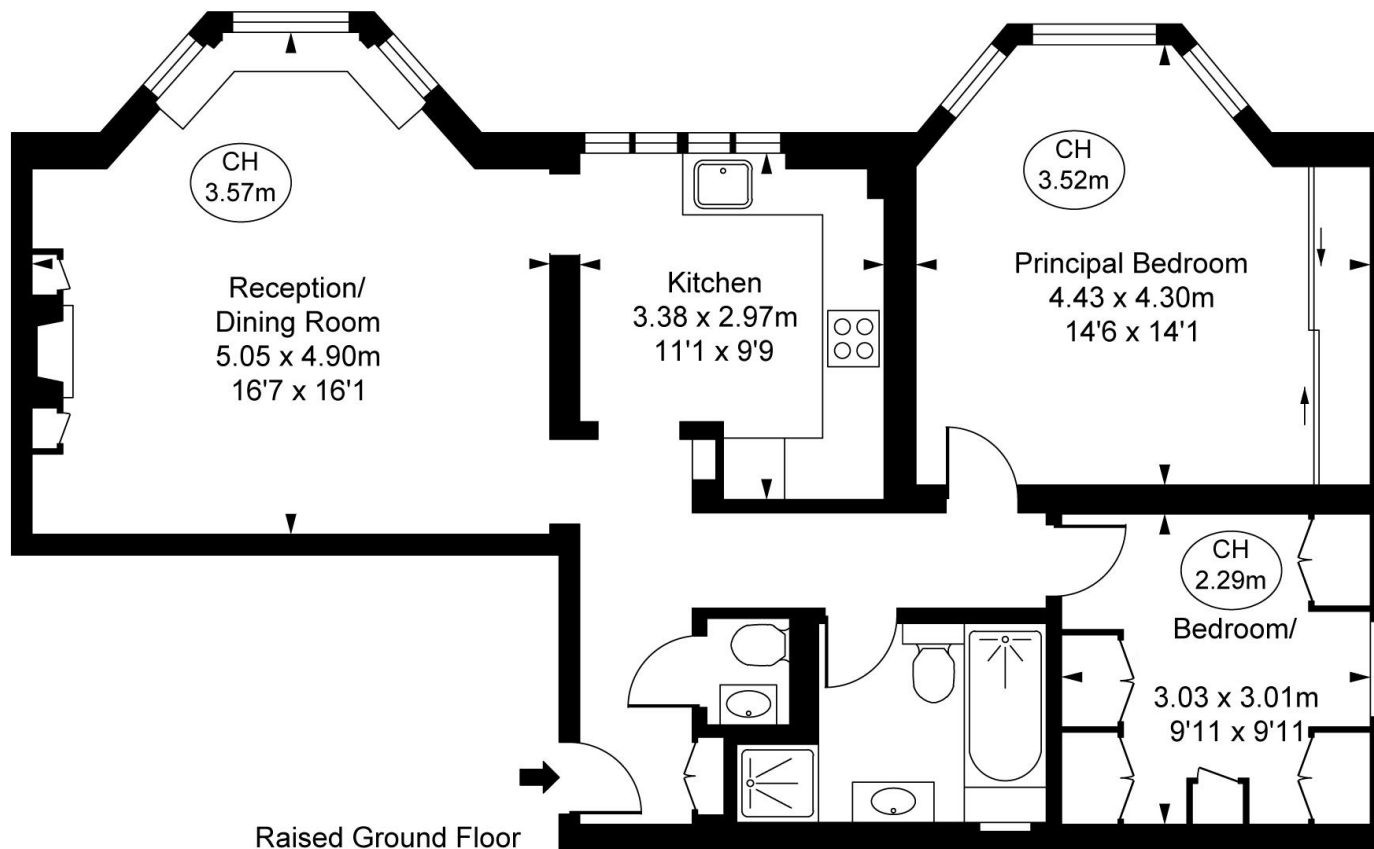 CH
3.57m
Reception/
Dining Room
5.05 x 4.90m
16'7 x 16'1
Kitchen
3.38 x 2.97m
11'1 x 9'9
CH
3.52m
Principal Bedroom
4.43 x 4.30m
14'6 x 14'1
CH
2.29m
Bedroom/
3.03 x 3.01m
9'11 x 9'11
Raised Ground Floor